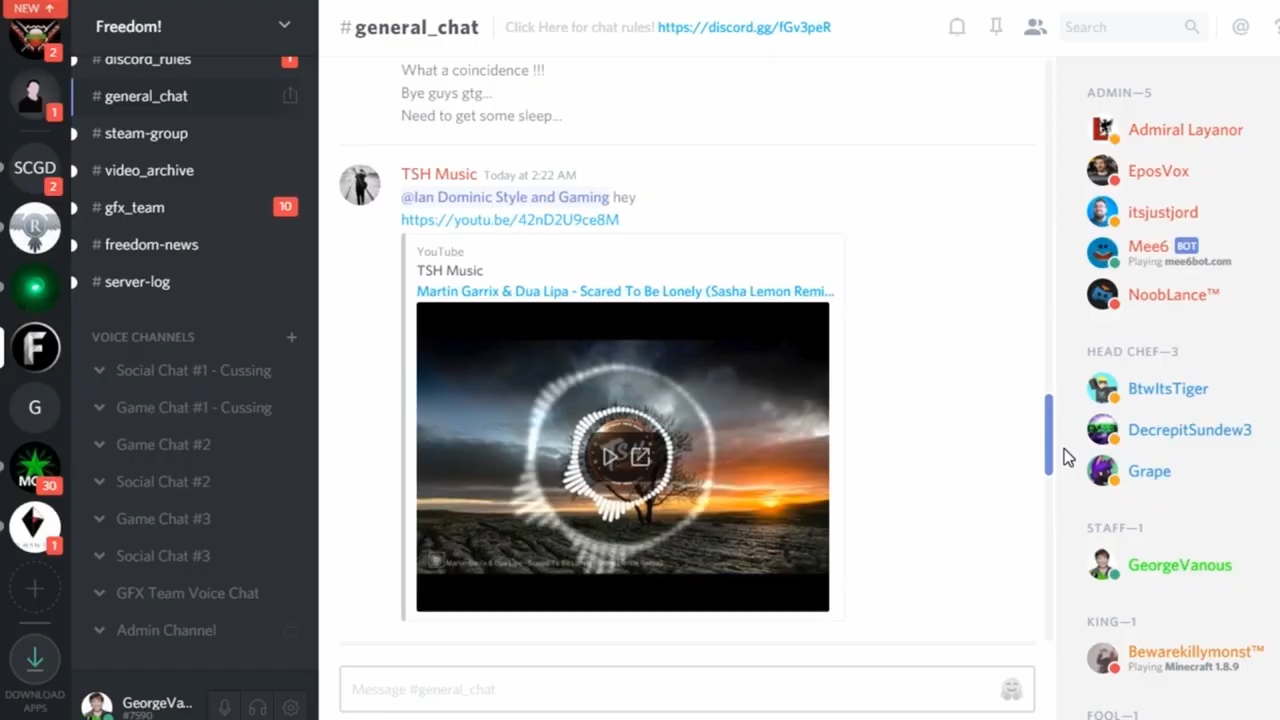 NEW ↑
2
1
SCGD
2
R
F
G
MC
30
1
DOWNLOAD
APPS
Freedom!
# discord_rules
1
# general_chat
# steam-group
# video_archive
# gfx_team
10
# freedom-news
# server-log
VOICE CHANNELS
Social Chat #1 - Cussing
Game Chat #1 - Cussing
Game Chat #2
Social Chat #2
Game Chat #3
Social Chat #3
GFX Team Voice Chat
Admin Channel
GeorgeVa...
#7590
# general_chat
Click Here for chat rules! https://discord.gg/fGv3peR
Search
@
What a coincidence !!!
Bye guys gtg...
Need to get some sleep...
TSH Music Today at 2:22 AM
@Ian Dominic Style and Gaming hey
https://youtu.be/42nD2U9ce8M
YouTube
TSH Music
Martin Garrix & Dua Lipa - Scared To Be Lonely (Sasha Lemon Remi...
Message #general_chat
ADMIN—5
Admiral Layanor
EposVox
itsjustjord
Mee6 BOT
Playing mee6bot.com
NoobLance™
HEAD CHEF—3
BtwItsTiger
DecrepitSundew3
Grape
STAFF—1
GeorgeVanous
KING—1
Bewarekillymonst™
Playing Minecraft 1.8.9
FOOL—1